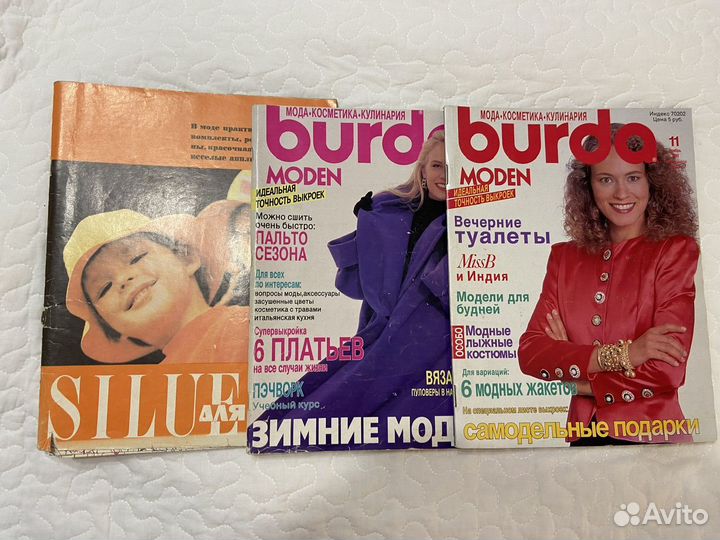 В моде практи
комплекты, ре
ны, красочная
веселые аппли
SILUE
ДЛЯ
МОДА•КОСМЕТИКА•КУЛИНАРИЯ
burda
MODEN
ИДЕАЛЬНАЯ
ТОЧНОСТЬ ВЫКРОЕК
Можно сшить
очень быстро:
ПАЛЬТО
СЕЗОНА
Для всех
по интересам:
вопросы моды,аксессуары
засушенные цветы
косметика с травами
итальянская кухня
Супервыкройка
6 ПЛАТЬЕВ
на все случаи жизни
ПЭЧВОРК
Учебный курс
ВЯЗА
ПУЛОВЕРЫ В НА
ЗИМНИЕ МОД
МОДА•КОСМЕТИКА•КУЛИНАРИЯ
Индекс 70202
Цена 5 руб.
burda
11
MODEN
ИДЕАЛЬНАЯ
ТОЧНОСТЬ ВЫКРОЕК
Вечерние
туалеты
MissB
и Индия
Модели для
будней
ОСОБО
Модные
лыжные
костюмы
Для вариаций:
6 модных жакетов
На специальном листе выкроек:
самодельные подарки
Avito